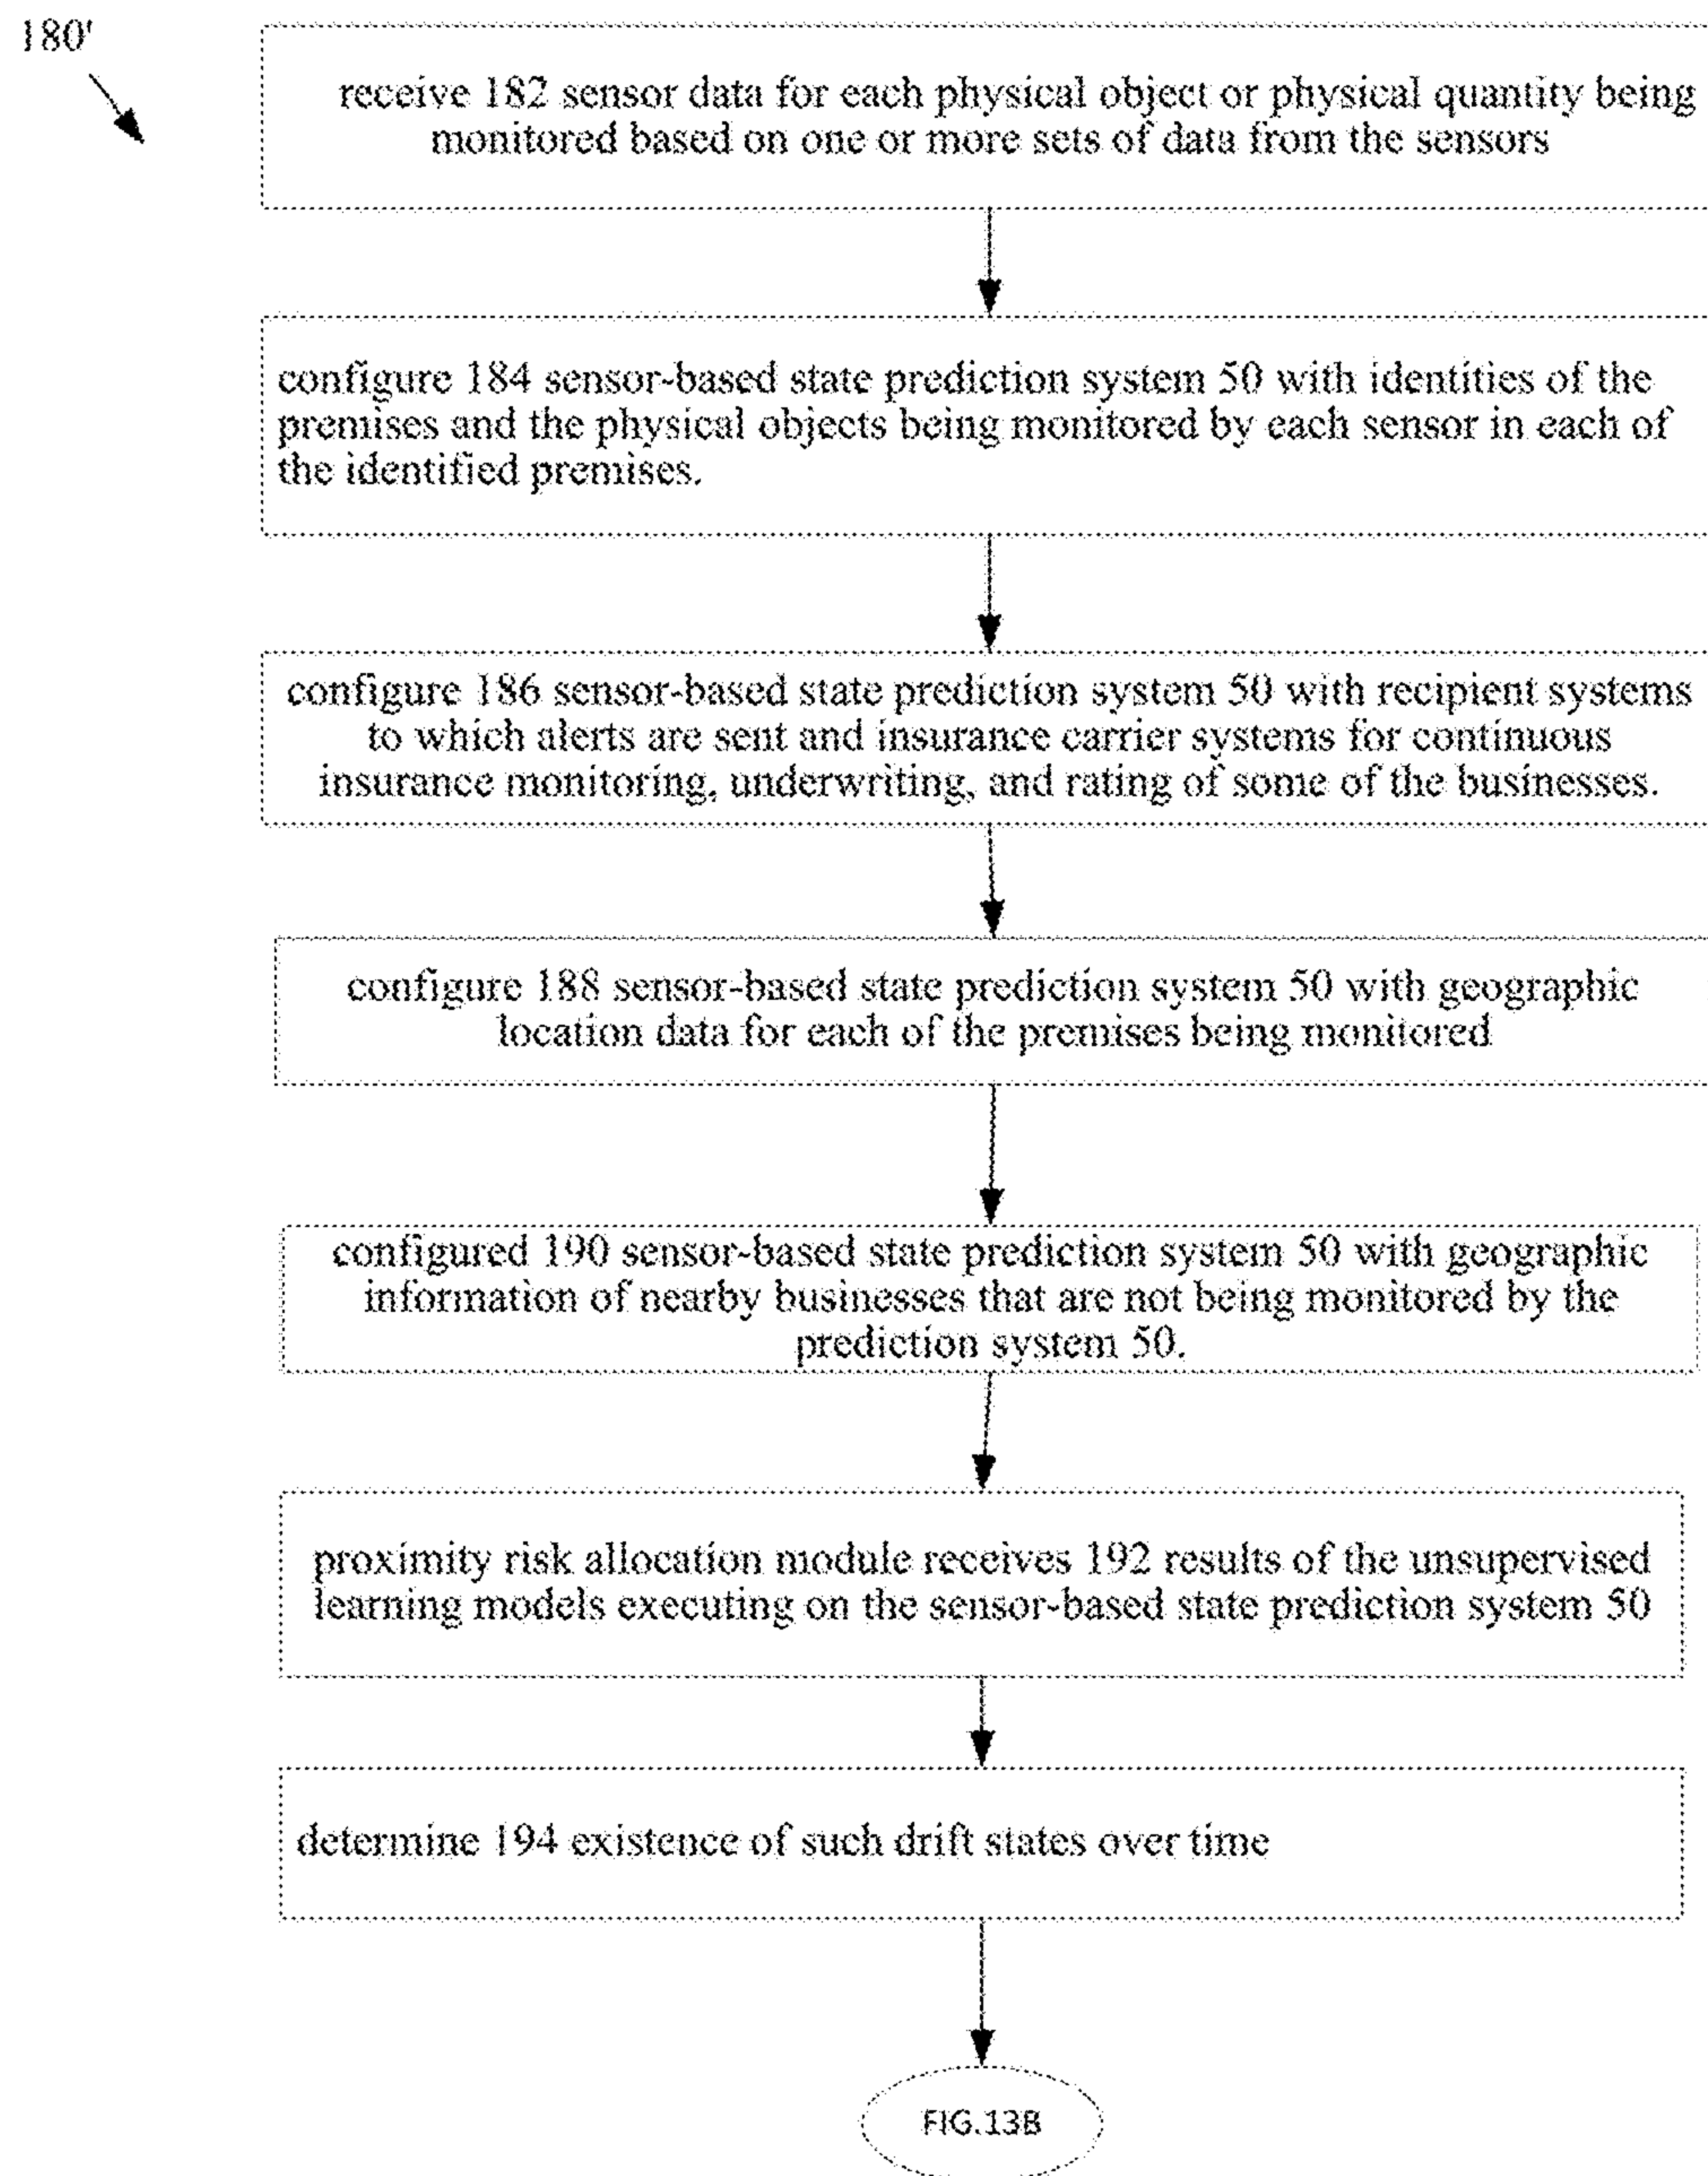 180'
receive 182 sensor data for each physical object or physical quantity being
monitored based on one or more sets of data from the sensors
configure 184 sensor-based state prediction system 50 with identities of the
premises and the physical objects being monitored by each sensor in each of
the identified premises.
configure 186 sensor-based state prediction system 50 with recipient systems
to which alerts are sent and insurance carrier systems for continuous
insurance monitoring, underwriting, and rating of some of the businesses.
configure 188 sensor-based state prediction system 50 with geographic
location data for each of the premises being monitored
configured 190 sensor-based state prediction system 50 with geographic
information of nearby businesses that are not being monitored by the
prediction system 50.
proximity risk allocation module receives 192 results of the unsupervised
learning models executing on the sensor-based state prediction system 50
determine 194 existence of such drift states over time
FIG.13B